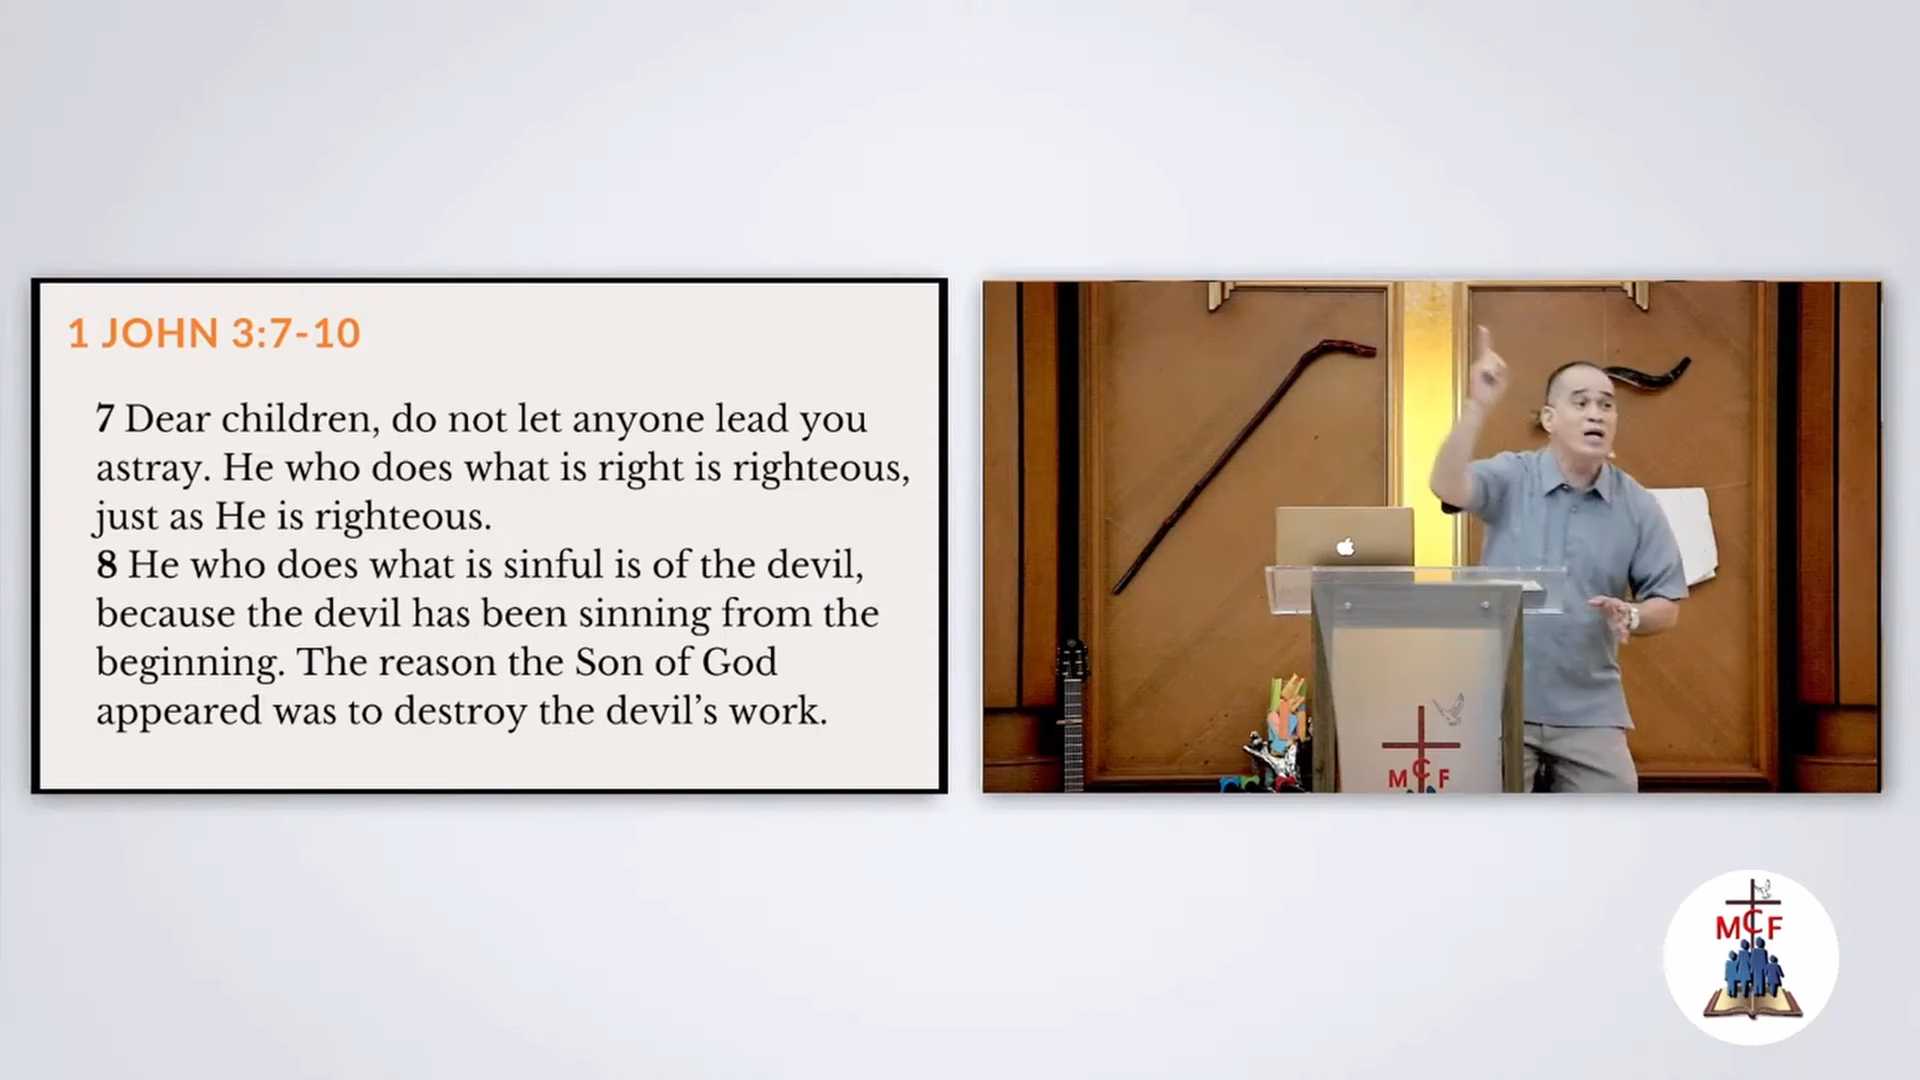 1 JOHN 3:7-10
7 Dear children, do not let anyone lead you
astray. He who does what is right is righteous,
just as He is righteous.
8 He who does what is sinful is of the devil,
because the devil has been sinning from the
beginning. The reason the Son of God
appeared was to destroy the devil’s work.
MCF
MCF